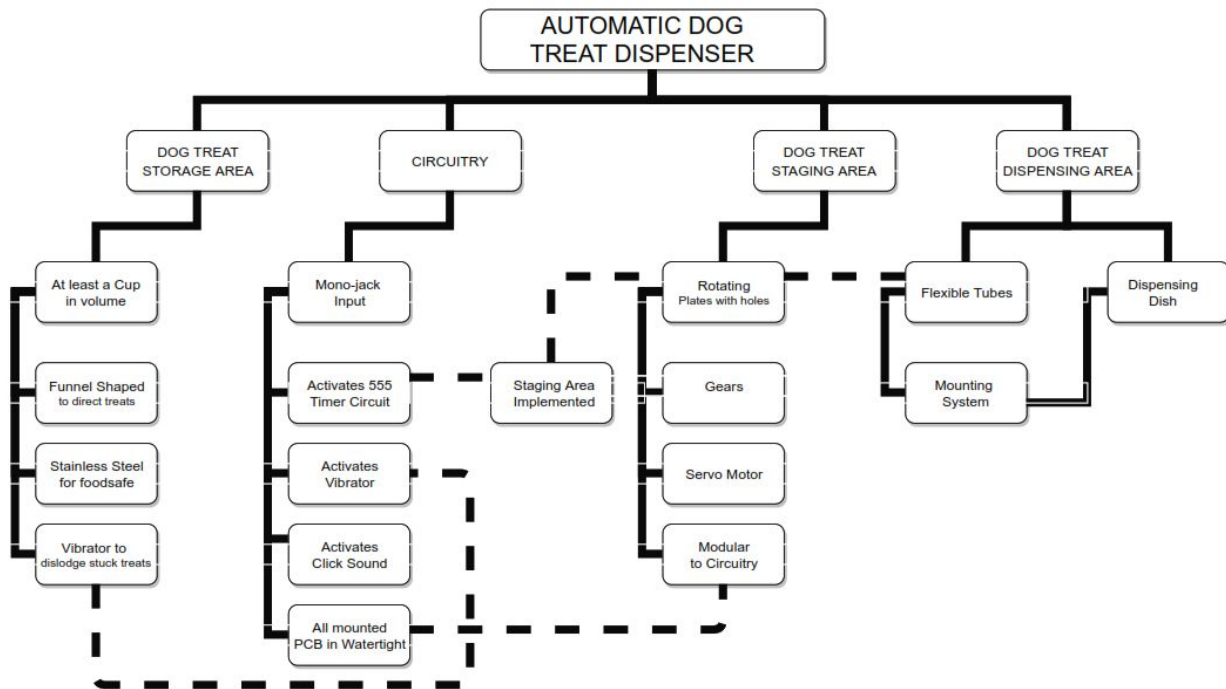 AUTOMATIC DOG
TREAT DISPENSER
DOG TREAT
STORAGE AREA
CIRCUITRY
DOG TREAT
STAGING AREA
DOG TREAT
DISPENSING AREA
At least a Cup
in volume
Mono-jack
Input
Rotating
Plates with holes
Flexible Tubes
Dispensing
Dish
Funnel Shaped
to direct treats
Activates 555
Timer Circuit
Staging Area
Implemented
Gears
Mounting
System
Stainless Steel
for foodsafe
Activates
Vibrator
Servo Motor
Vibrator to
dislodge stuck treats
Activates
Click Sound
Modular
to Circuitry
All mounted
PCB in Watertight